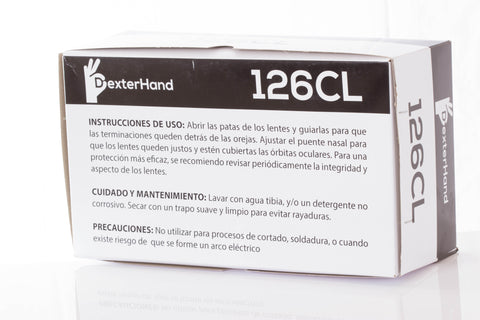 DexterHand
126CL
INSTRUCCIONES DE USO: Abrir las patas de los lentes y guiarlas para que
las terminaciones queden detrás de las orejas. Ajustar el puente nasal para
que los lentes queden justos y estén cubiertas las órbitas oculares. Para una
protección más eficaz, se recomiendo revisar periódicamente la integridad y
aspecto de los lentes.
CUIDADO Y MANTENIMIENTO: Lavar con agua tibia, y/o un detergente no
corrosivo. Secar con un trapo suave y limpio para evitar rayaduras.
PRECAUCIONES: No utilizar para procesos de cortado, soldadura, o cuando
existe riesgo de que se forme un arco eléctrico
DexterHand
126CL